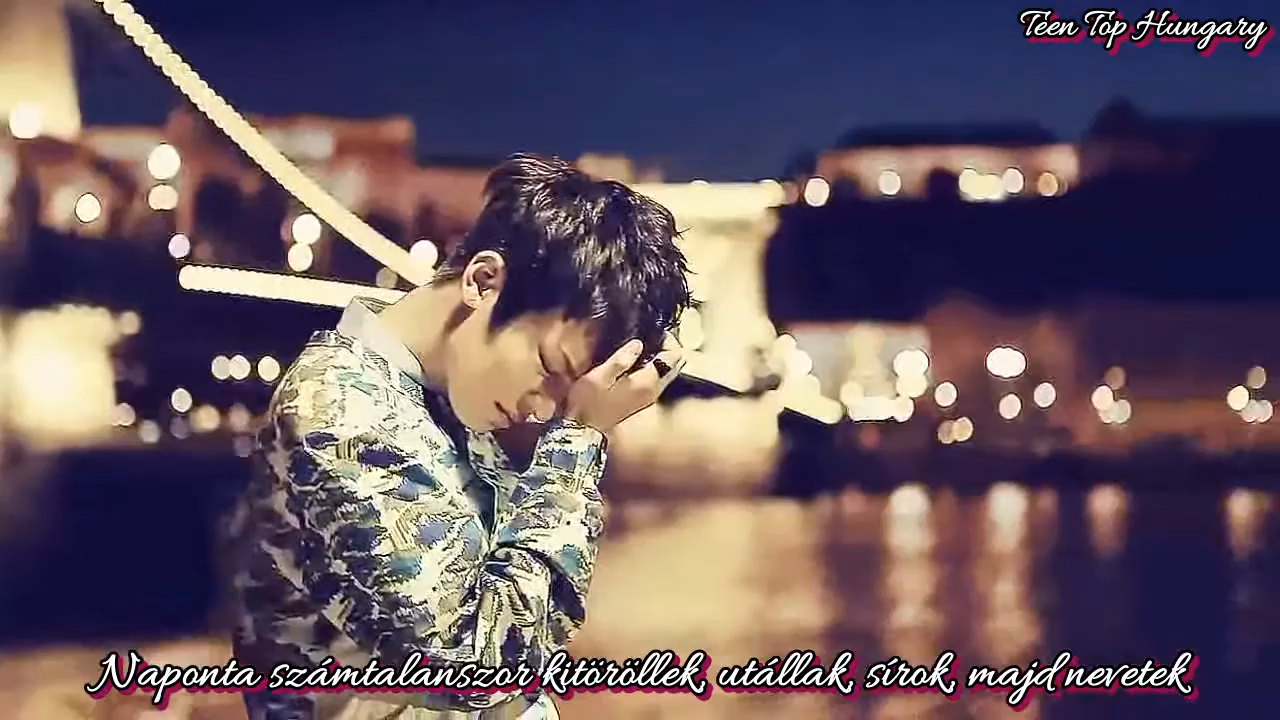 Teen Top Hungary
Naponta számtalanszor kitöröllek, utállak, sírok, majd nevetek